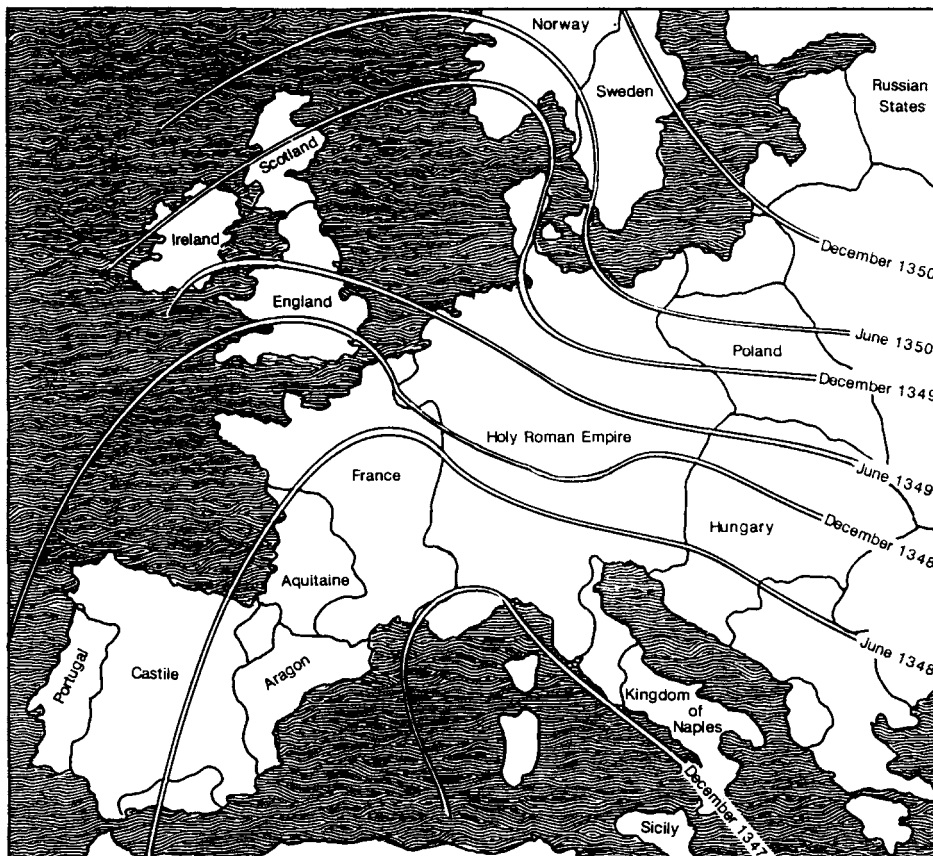 Norway
Sweden
Russian
States
Scotland
Ireland
England
December 1350
June 1350
Poland
December 1349
Holy Roman Empire
June 1349
France
December 1348
Hungary
Aquitaine
June 1348
Portugal
Castile
Aragon
Kingdom
of
Naples
December 1347
Sicily